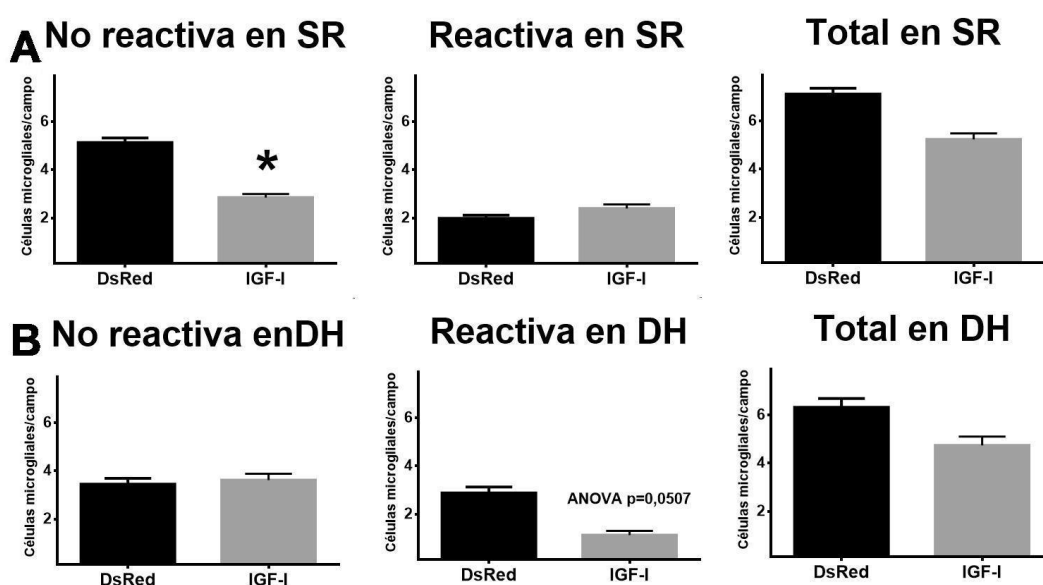 A
No reactiva en SR
Células microgliales/campo
6
4
2
*
DsRed
IGF-I
Reactiva en SR
Células microgliales/campo
6
4
2
DsRed
IGF-I
Total en SR
Células microgliales/campo
6
4
2
DsRed
IGF-I
B
No reactiva enDH
Células microgliales/campo
6
4
2
DsRed
IGF-I
Reactiva en DH
Células microgliales/campo
6
4
2
ANOVA p=0,0507
DsRed
IGF-I
Total en DH
Células microgliales/campo
6
4
2
DsRed
IGF-I